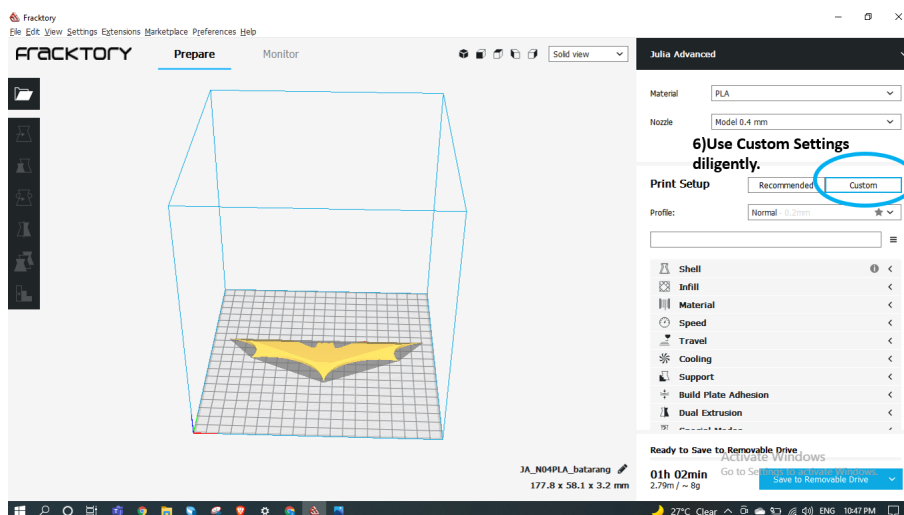 Fracktory
File Edit View Settings Extensions Marketplace Preferences Help
Fracktory
Prepare
Monitor
Solid view
Julia Advanced
Material
PLA
Nozzle
Model 0.4 mm
6)Use Custom Settings
diligently.
Print Setup
Recommended
Custom
Profile:
Normal - 0.2mm
Shell
Infill
Material
Speed
Travel
Cooling
Support
Build Plate Adhesion
Dual Extrusion
Special Modes
Ready to Save to Removable Drive
Activate Windows
Go to Settings to activate Windows.
JA_N04PLA_batarang
177.8 x 58.1 x 3.2 mm
01h 02min
2.79m / ~ 8g
Save to Removable Drive
27°C Clear
ENG
10:47 PM